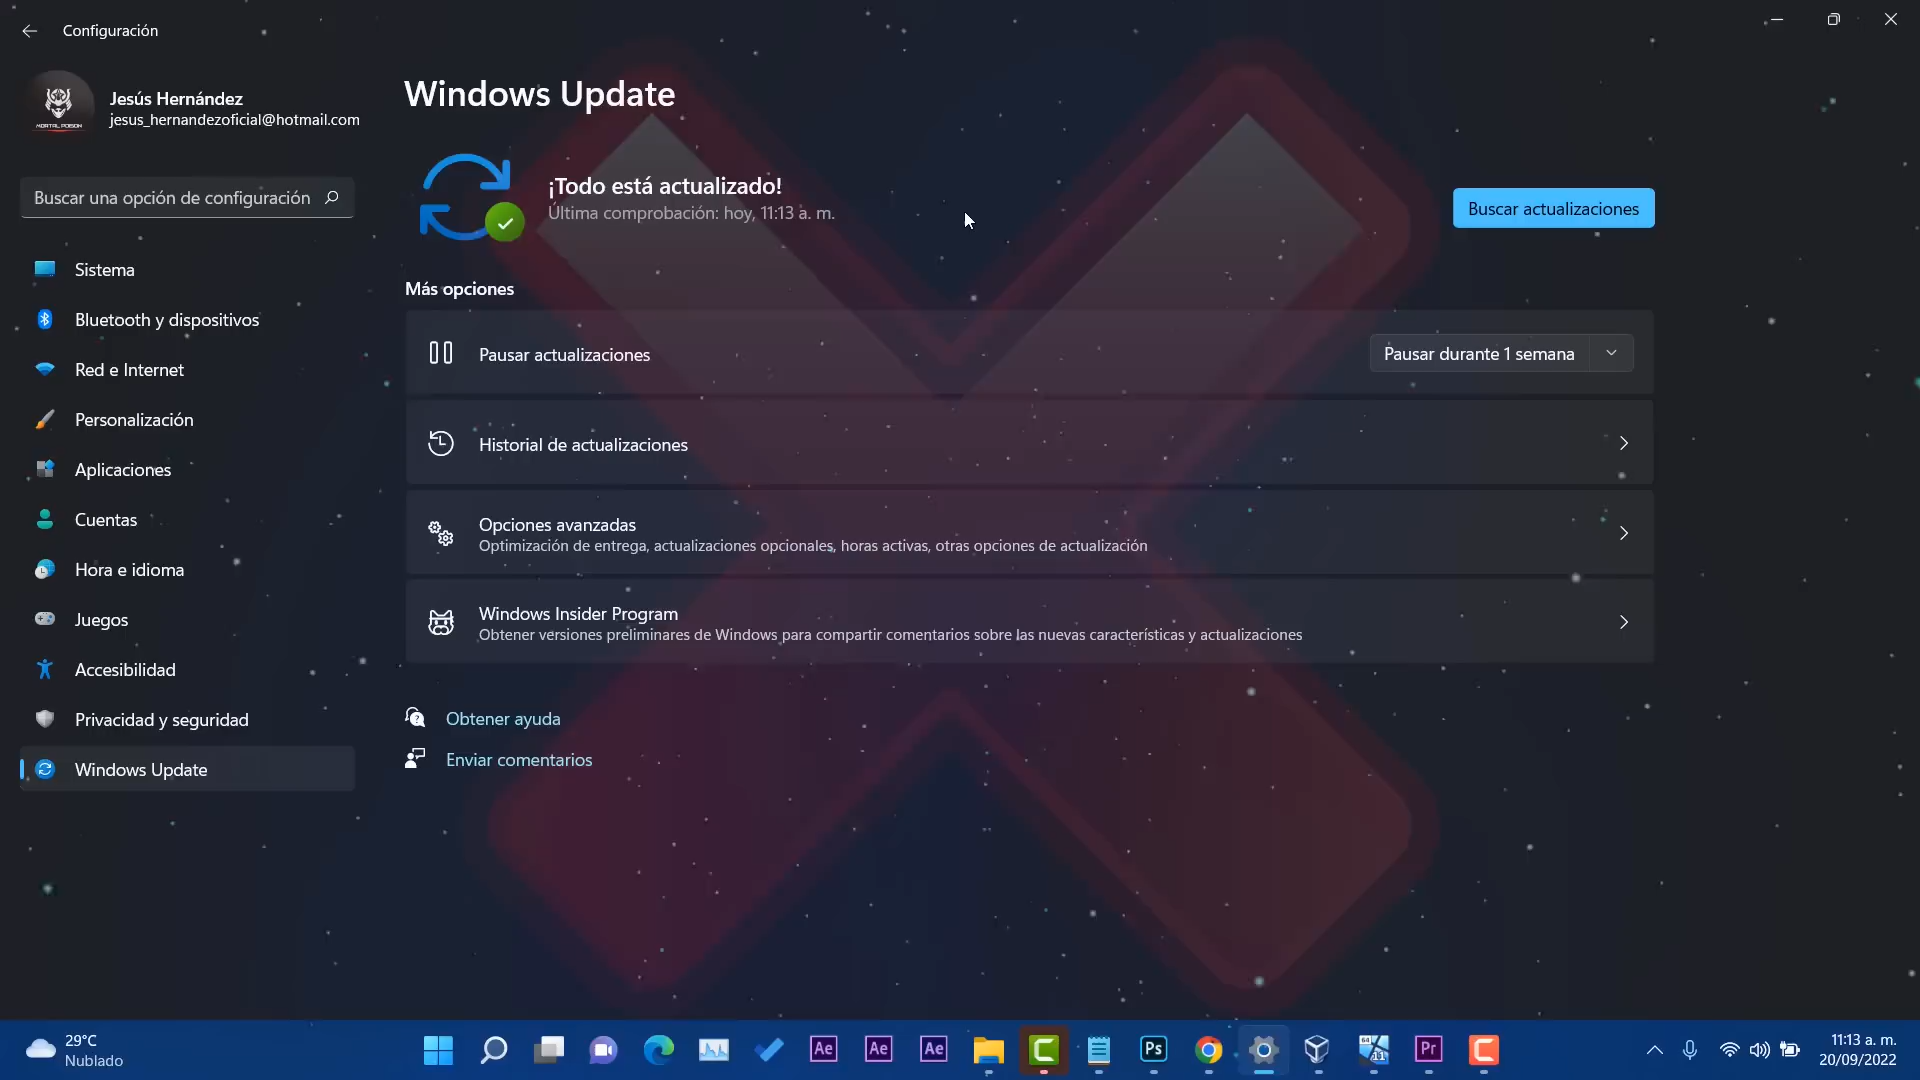 Configuración
Jesús Hernández
jesus_hernandezoficial@hotmail.com
MORTAL POISON
Buscar una opción de configuración
Sistema
Bluetooth y dispositivos
Red e Internet
Personalización
Aplicaciones
Cuentas
Hora e idioma
Juegos
Accesibilidad
Privacidad y seguridad
Windows Update
Windows Update
¡Todo está actualizado!
Última comprobación: hoy, 11:13 a. m.
Buscar actualizaciones
Más opciones
Pausar actualizaciones
Pausar durante 1 semana
Historial de actualizaciones
Opciones avanzadas
Optimización de entrega, actualizaciones opcionales, horas activas, otras opciones de actualización
Windows Insider Program
Obtener versiones preliminares de Windows para compartir comentarios sobre las nuevas características y actualizaciones
Obtener ayuda
Enviar comentarios
29°C
Nublado
Ae
Ae
Ae
C
Ps
64
11
Pr
C
11:13 a. m.
20/09/2022